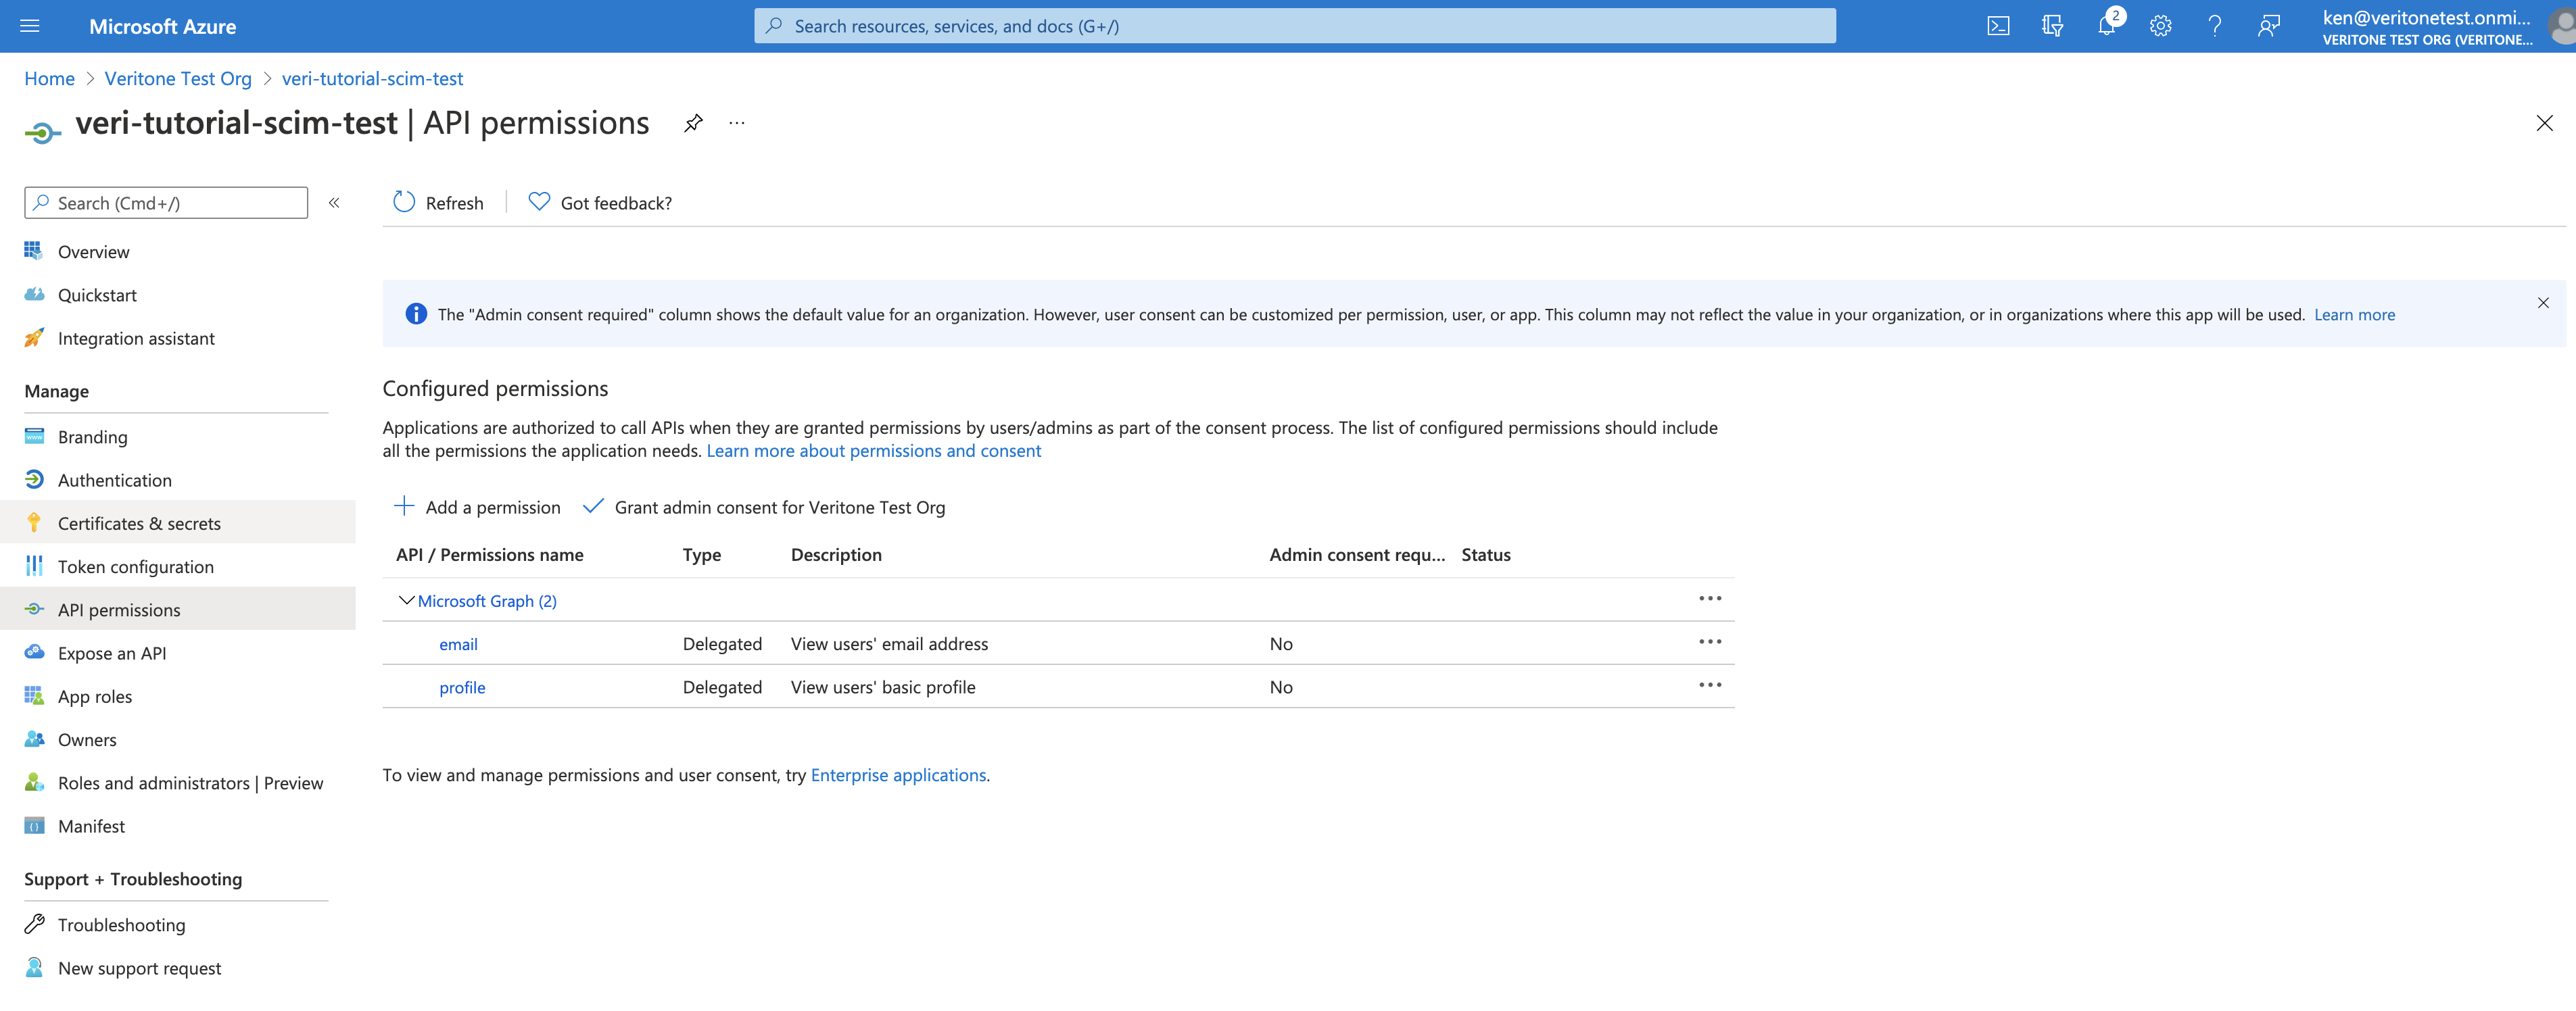 Microsoft Azure
Search resources, services, and docs (G+/)
2
ken@veritonetest.onmi...
VERITONE TEST ORG (VERITONE...
Home > Veritone Test Org > veri-tutorial-scim-test
veri-tutorial-scim-test | API permissions
Search (Cmd+/)
Refresh
Got feedback?
Overview
Quickstart
Integration assistant
Manage
Branding
Authentication
Certificates & secrets
Token configuration
API permissions
Expose an API
App roles
Owners
Roles and administrators | Preview
Manifest
Support + Troubleshooting
Troubleshooting
New support request
The "Admin consent required" column shows the default value for an organization. However, user consent can be customized per permission, user, or app. This column may not reflect the value in your organization, or in organizations where this app will be used. Learn more
Configured permissions
Applications are authorized to call APIs when they are granted permissions by users/admins as part of the consent process. The list of configured permissions should include
all the permissions the application needs. Learn more about permissions and consent
Add a permission
Grant admin consent for Veritone Test Org
API / Permissions name Type Description Admin consent requ... Status
Microsoft Graph (2)
email Delegated View users' email address No
profile Delegated View users' basic profile No
To view and manage permissions and user consent, try Enterprise applications.